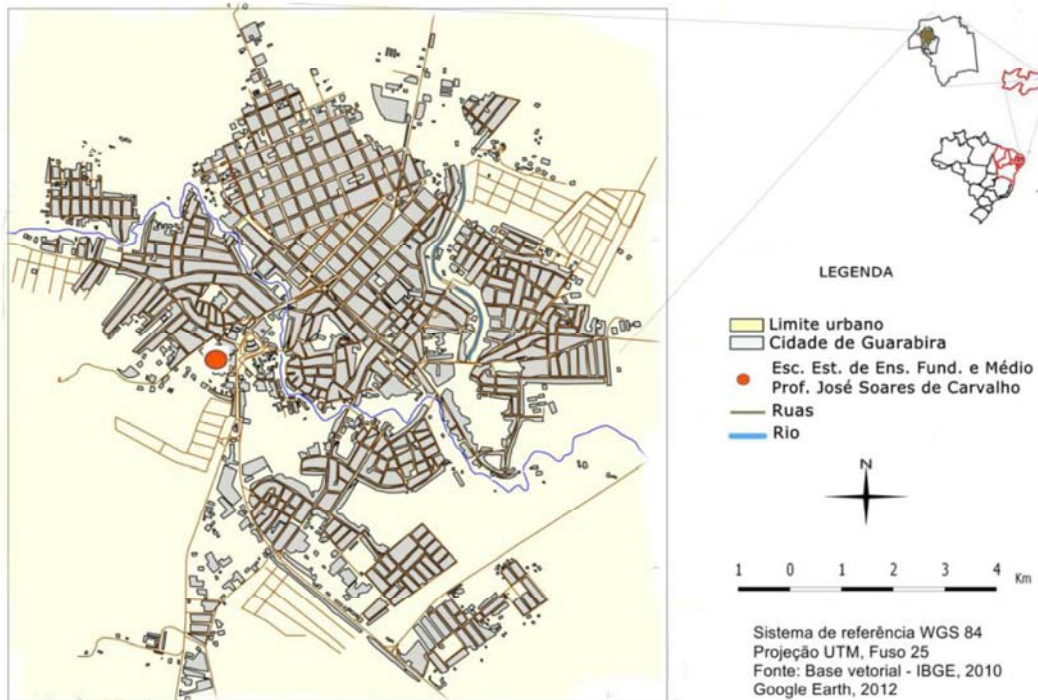 LEGENDA
Limite urbano
Cidade de Guarabira
Esc. Est. de Ens. Fund. e Médio
Prof. José Soares de Carvalho
Ruas
Rio
N
1 0 1 2 3 4 Km
Sistema de referência WGS 84
Projeção UTM, Fuso 25
Fonte: Base vetorial - IBGE, 2010
Google Earth, 2012